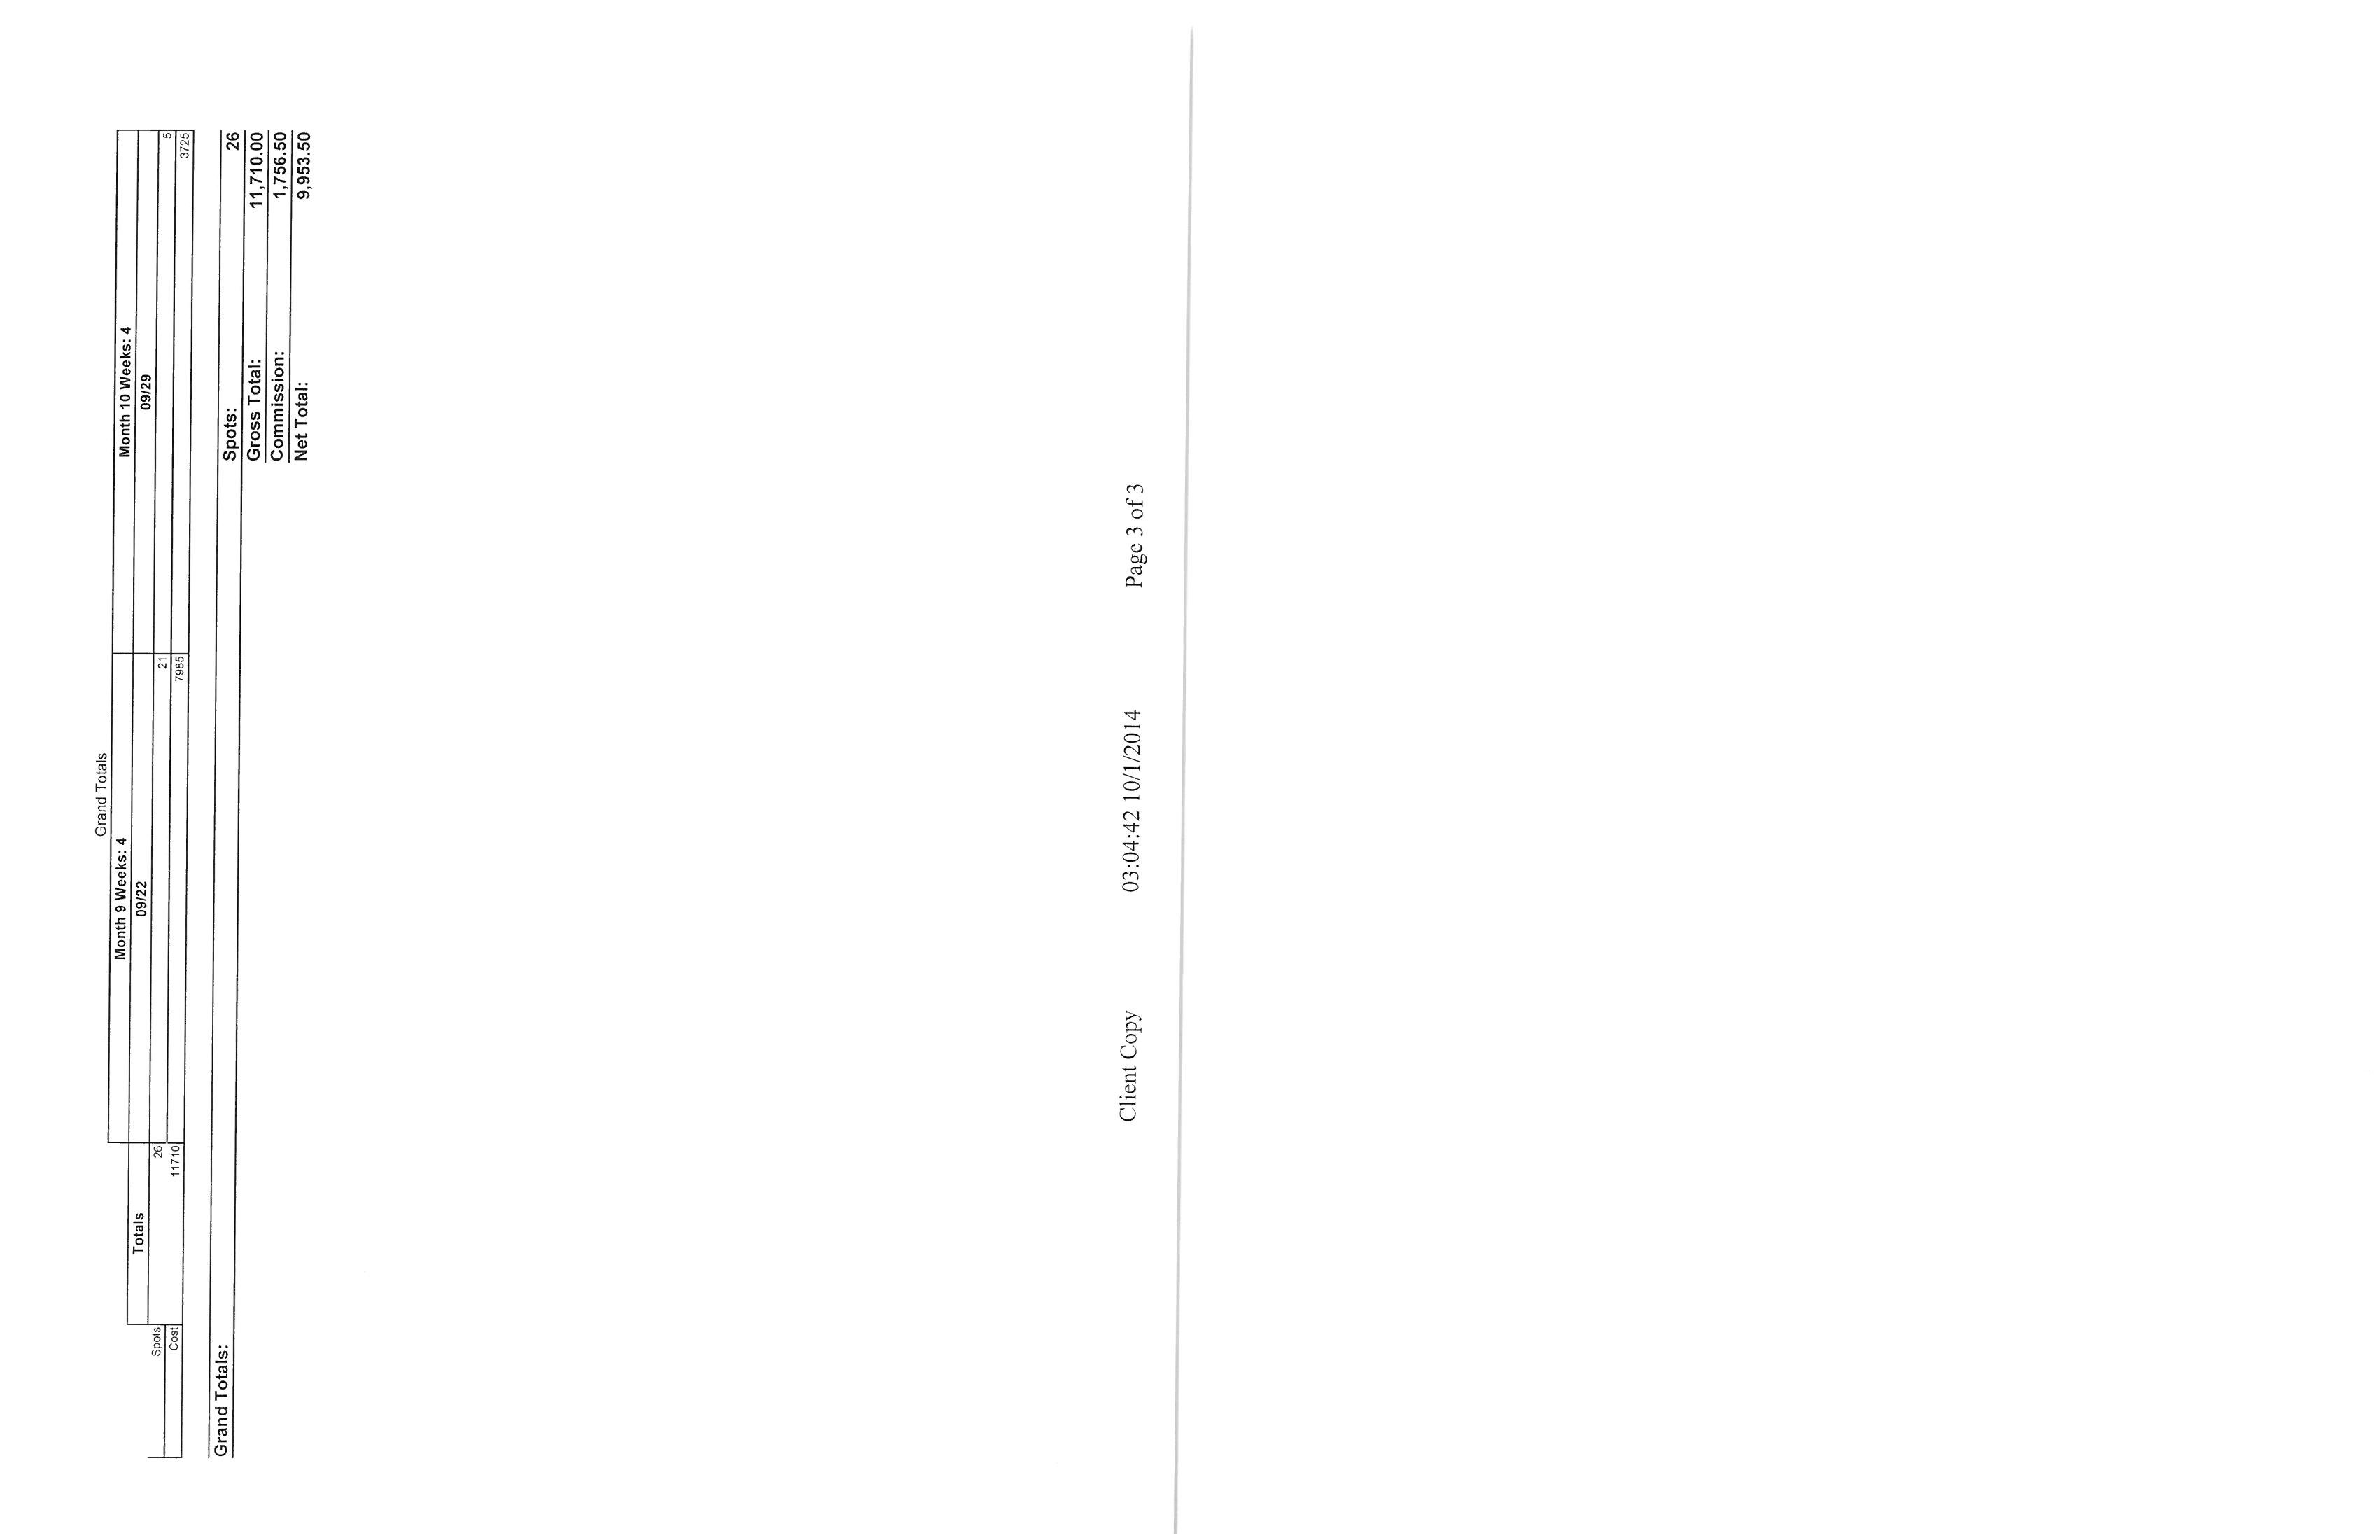 Grand Totals
Month 9 Weeks: 4 Month 10 Weeks: 4
Totals 09/22 09/29
Spots 26 21 5
Cost 11710 7985 3725
Grand Totals: Spots: 26
Gross Total: 11,710.00
Commission: 1,756.50
Net Total: 9,953.50
Client Copy 03:04:42 10/1/2014 Page 3 of 3